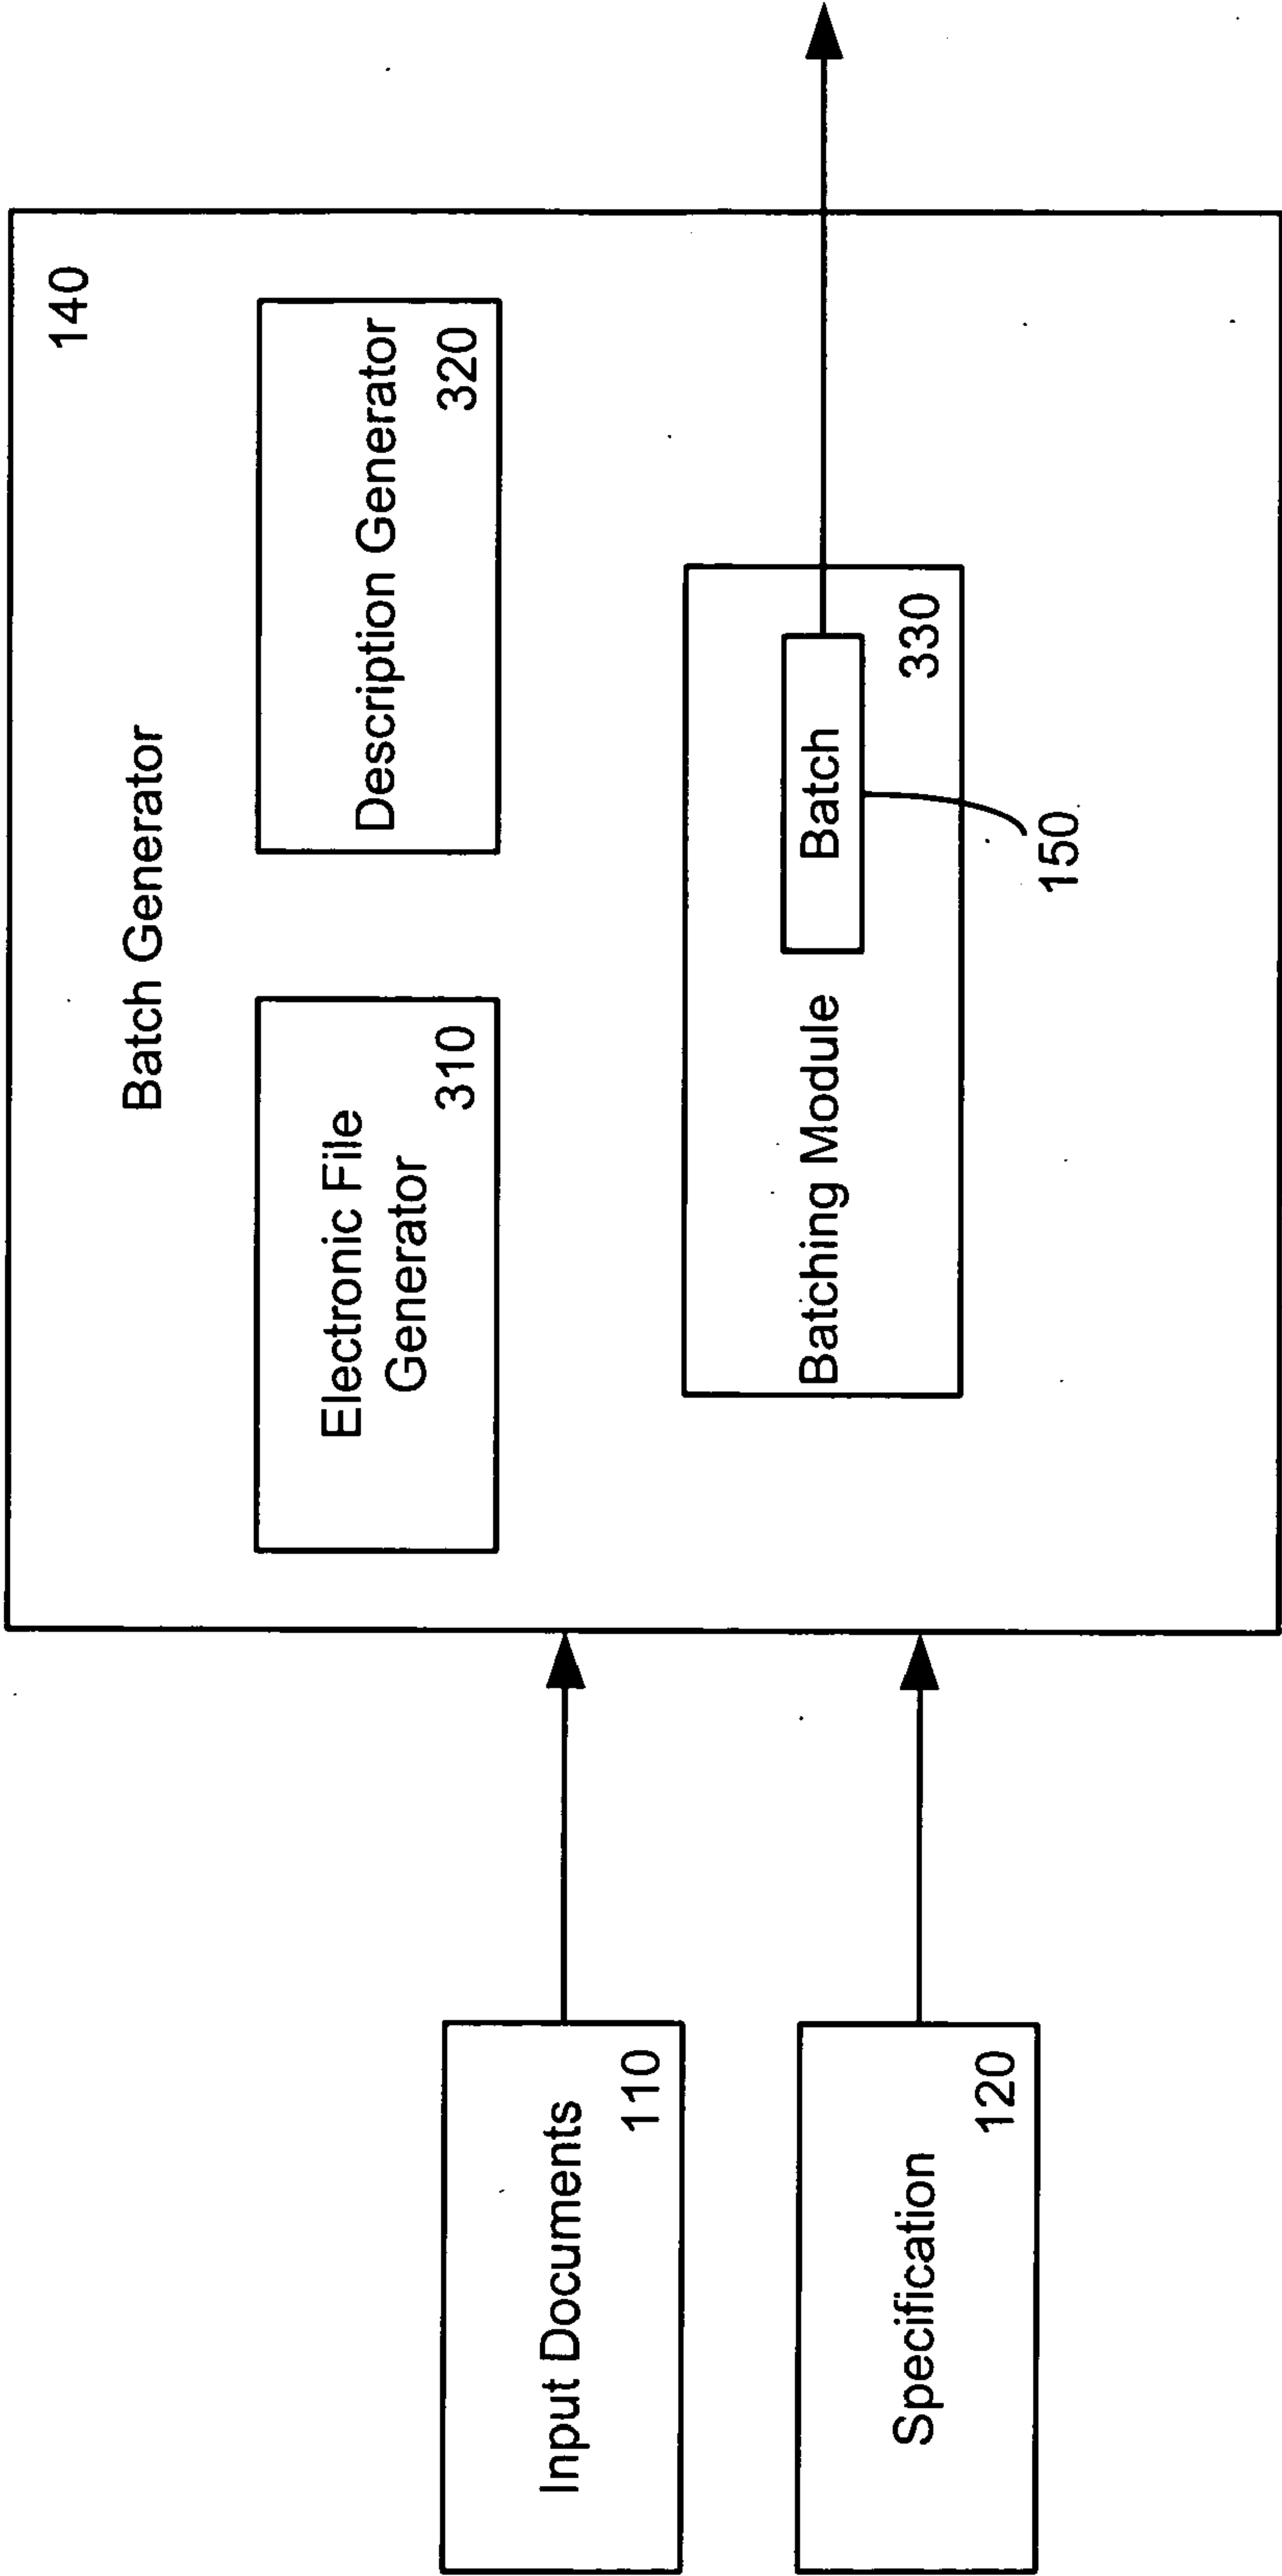 Batch Generator
140
Electronic File
Generator
310
Description Generator
320
Input Documents
110
Batching Module
Batch
330
150
Specification
120